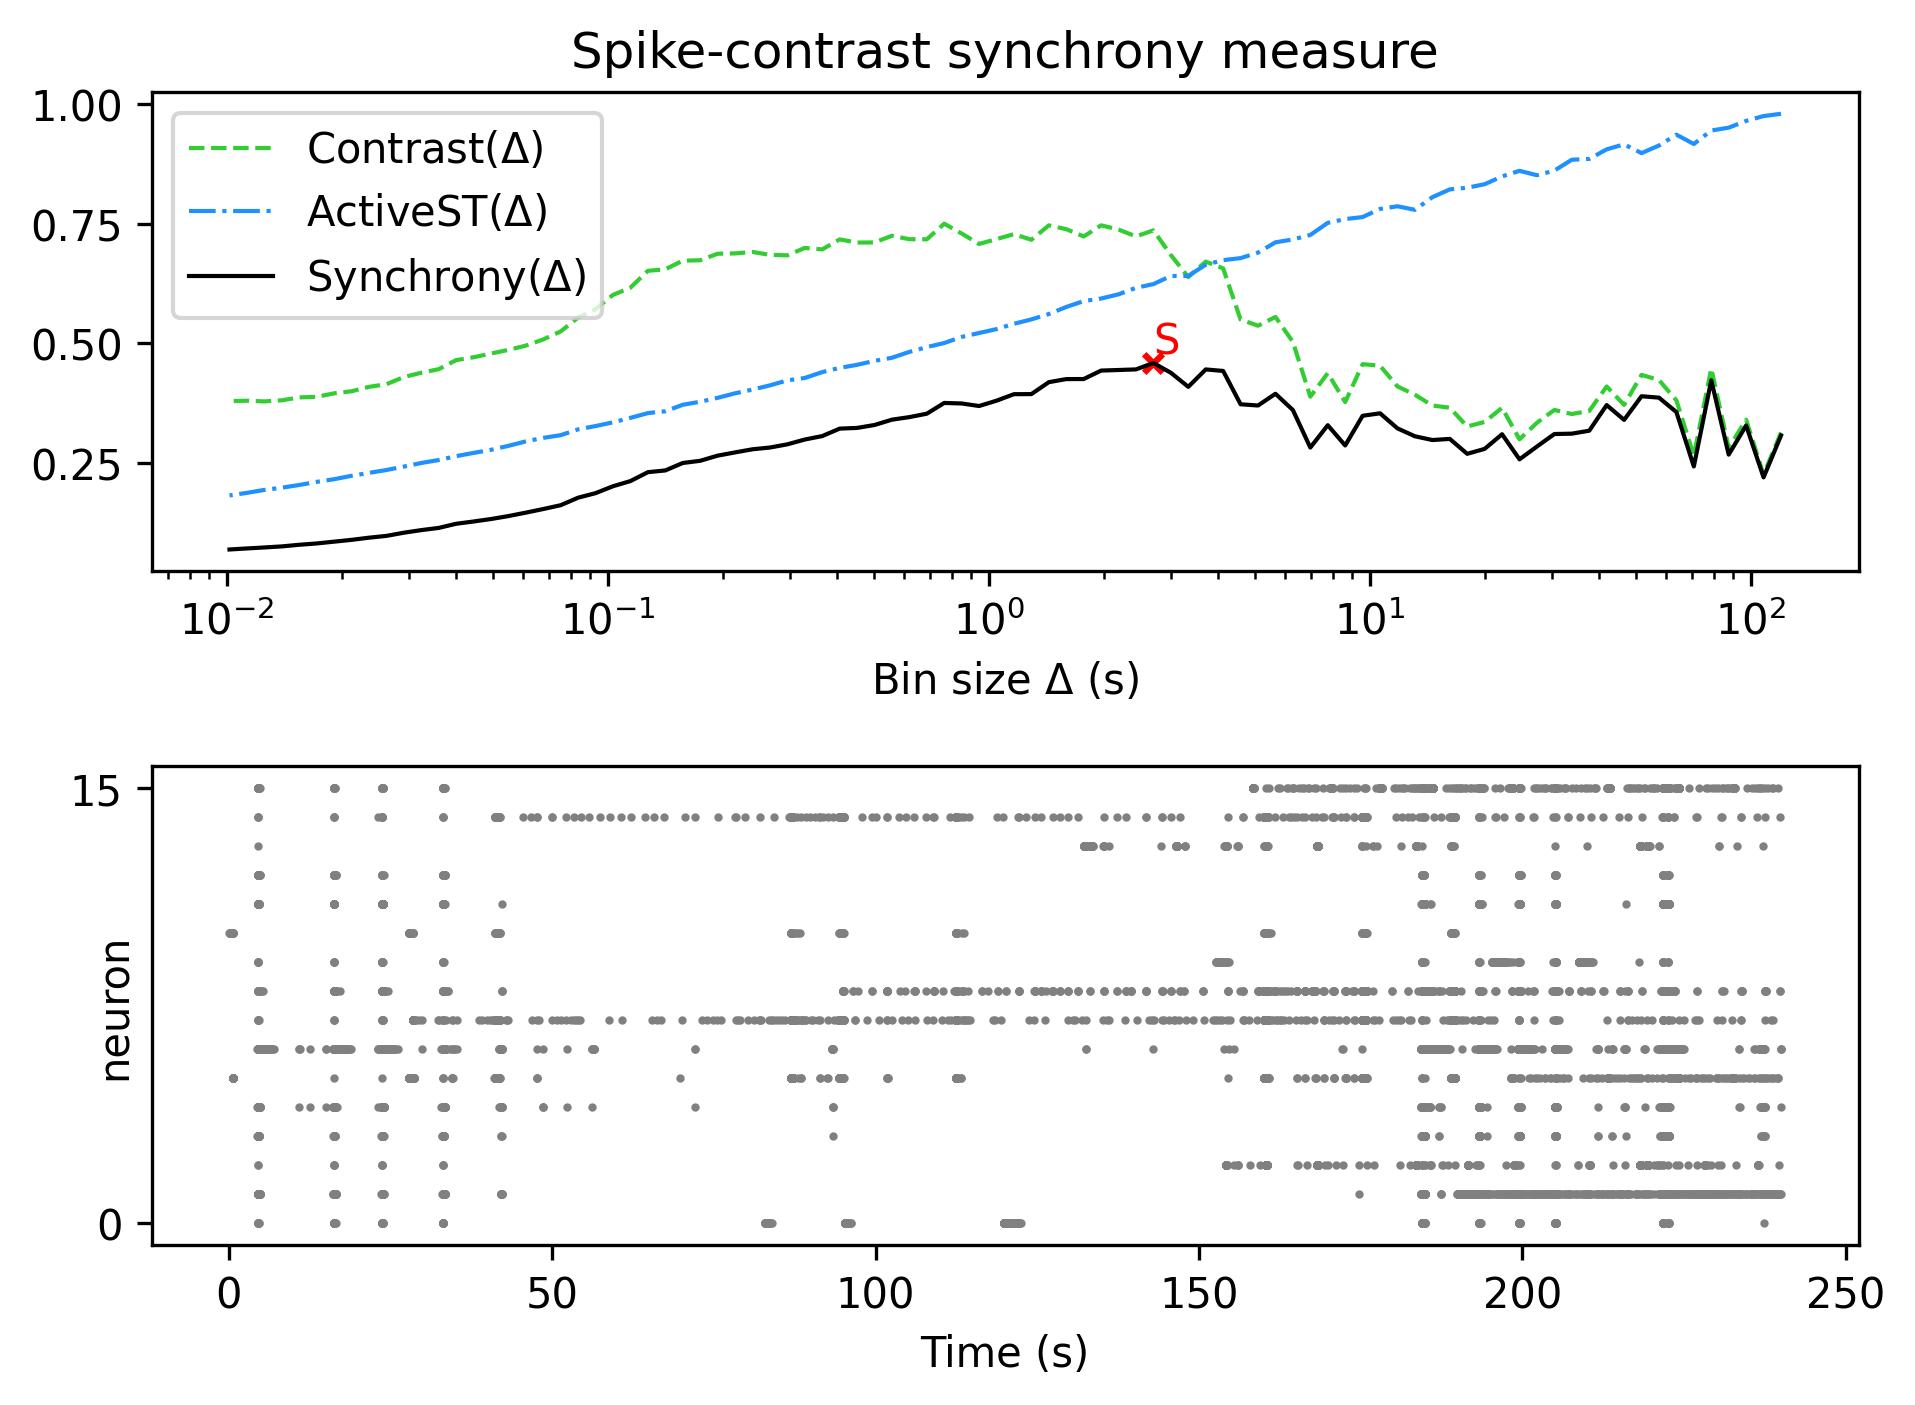 Spike-contrast synchrony measure
1.00
0.75
0.50
0.25
Contrast(Δ)
ActiveST(Δ)
Synchrony(Δ)
S
10⁻² 10⁻¹ 10⁰ 10¹ 10²
Bin size Δ (s)
15
0
neuron
0 50 100 150 200 250
Time (s)